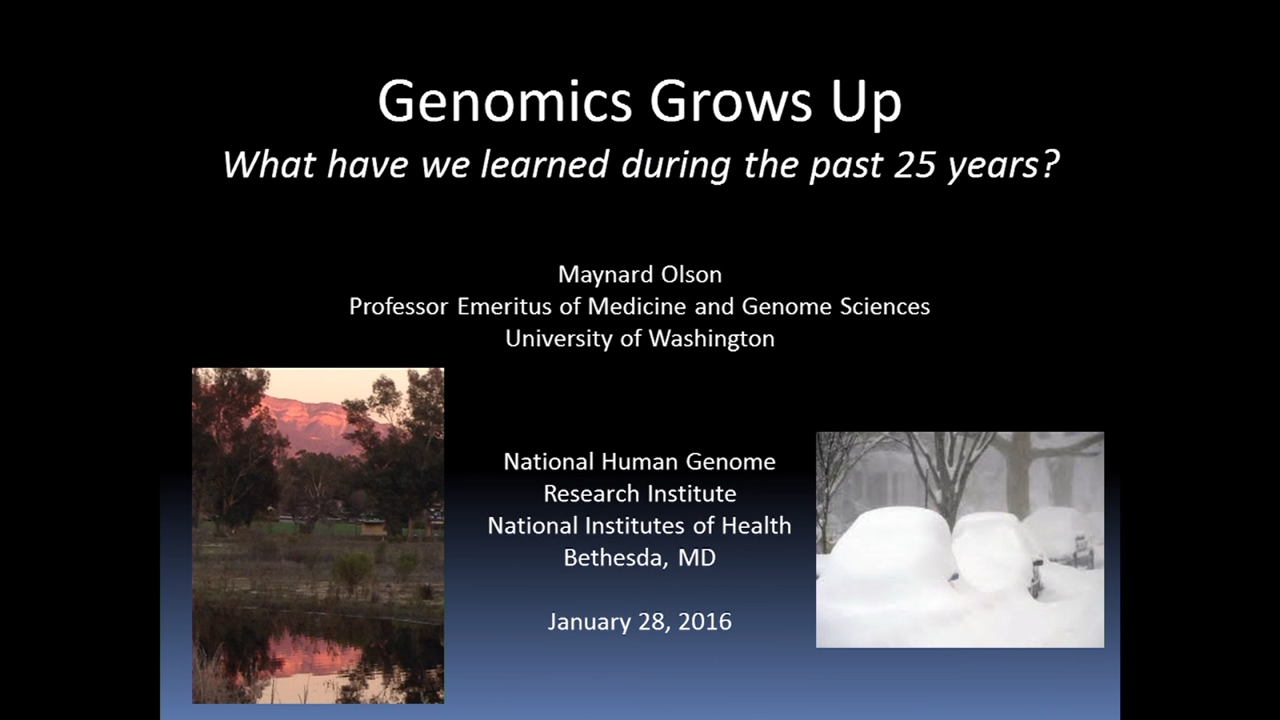 Genomics Grows Up
What have we learned during the past 25 years?
Maynard Olson
Professor Emeritus of Medicine and Genome Sciences
University of Washington
National Human Genome
Research Institute
National Institutes of Health
Bethesda, MD
January 28, 2016